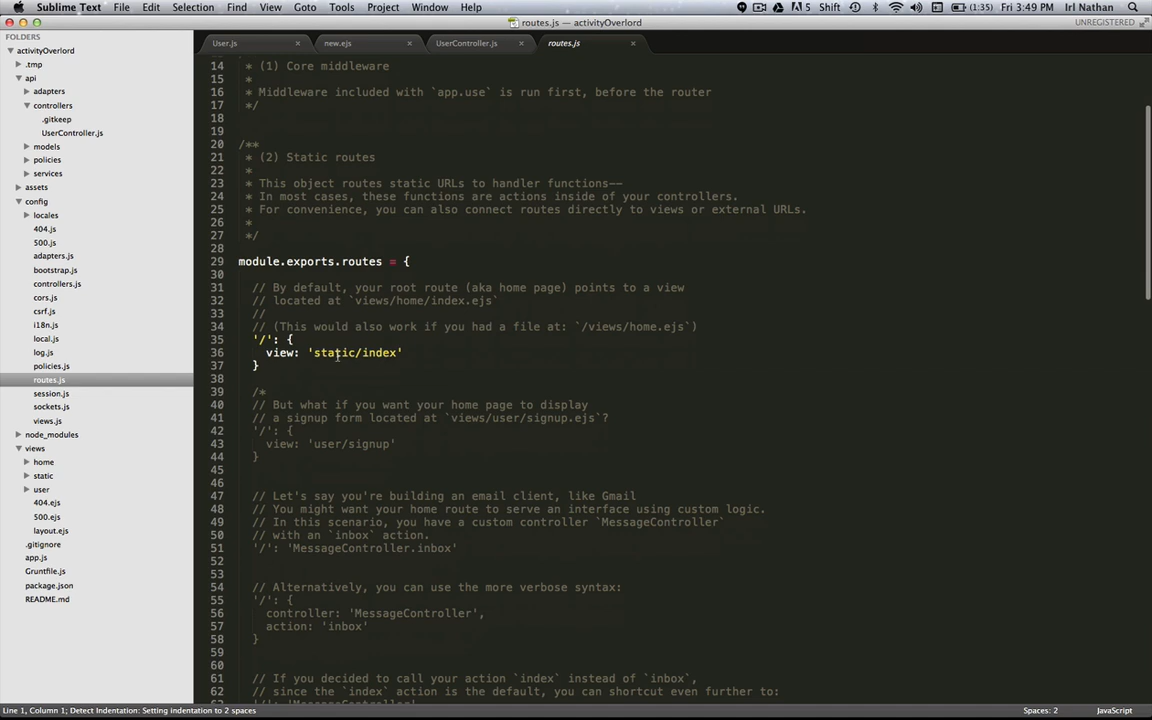 Sublime Text File Edit Selection Find View Goto Tools Project Window Help 5 Shift (1:35) Fri 3:49 PM Irl Nathan
routes.js — activityOverlord UNREGISTERED
FOLDERS
activityOverlord
.tmp
api
adapters
controllers
.gitkeep
UserController.js
models
policies
services
assets
config
locales
404.js
500.js
adapters.js
bootstrap.js
controllers.js
cors.js
csrf.js
i18n.js
local.js
log.js
policies.js
routes.js
session.js
sockets.js
views.js
node_modules
views
home
static
user
404.ejs
500.ejs
layout.ejs
.gitignore
app.js
Gruntfile.js
package.json
README.md
User.js new.ejs UserController.js routes.js
14 * (1) Core middleware
15 *
16 * Middleware included with `app.use` is run first, before the router
17 */
18
19
20 /**
21 * (2) Static routes
22 *
23 * This object routes static URLs to handler functions--
24 * In most cases, these functions are actions inside of your controllers.
25 * For convenience, you can also connect routes directly to views or external URLs.
26 *
27 */
28
29 module.exports.routes = {
30
31 // By default, your root route (aka home page) points to a view
32 // located at `views/home/index.ejs`
33 //
34 // (This would also work if you had a file at: `/views/home.ejs`)
35 '/': {
36 view: 'static/index'
37 }
38
39 /*
40 // But what if you want your home page to display
41 // a signup form located at `views/user/signup.ejs`?
42 '/': {
43 view: 'user/signup'
44 }
45
46
47 // Let's say you're building an email client, like Gmail
48 // You might want your home route to serve an interface using custom logic.
49 // In this scenario, you have a custom controller `MessageController`
50 // with an `inbox` action.
51 '/': 'MessageController.inbox'
52
53
54 // Alternatively, you can use the more verbose syntax:
55 '/': {
56 controller: 'MessageController',
57 action: 'inbox'
58 }
59
60
61 // If you decided to call your action `index` instead of `inbox`,
62 // since the `index` action is the default, you can shortcut even further to:
63 '/': 'MessageController'
Line 1, Column 1; Detect Indentation: Setting indentation to 2 spaces Spaces: 2 JavaScript